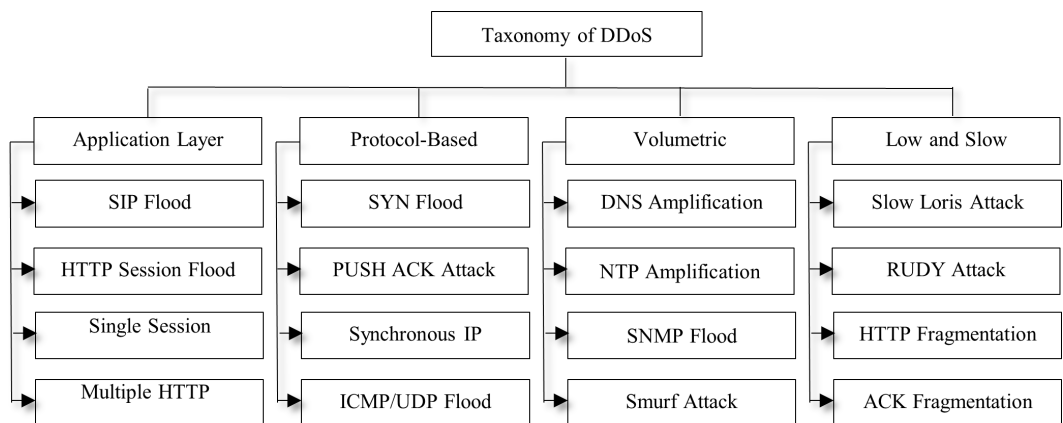 Taxonomy of DDoS
Application Layer
SIP Flood
HTTP Session Flood
Single Session
Multiple HTTP
Protocol-Based
SYN Flood
PUSH ACK Attack
Synchronous IP
ICMP/UDP Flood
Volumetric
DNS Amplification
NTP Amplification
SNMP Flood
Smurf Attack
Low and Slow
Slow Loris Attack
RUDY Attack
HTTP Fragmentation
ACK Fragmentation